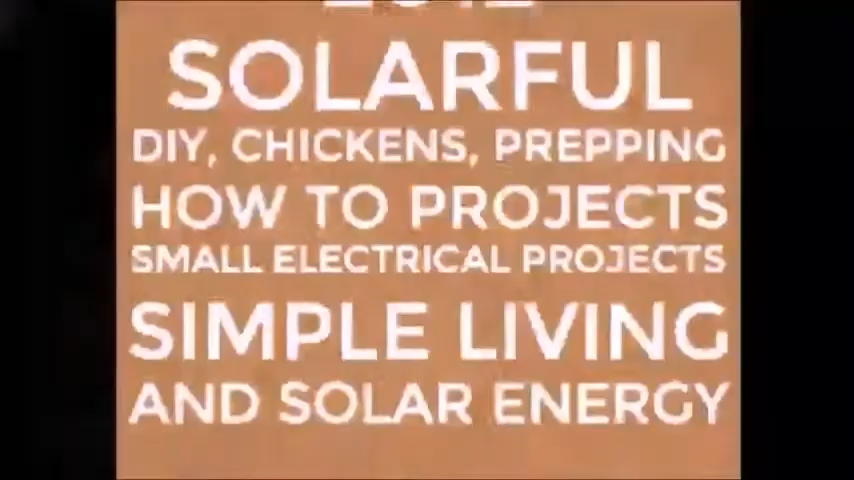 SOLARFUL
DIY, CHICKENS, PREPPING
HOW TO PROJECTS
SMALL ELECTRICAL PROJECTS
SIMPLE LIVING
AND SOLAR ENERGY